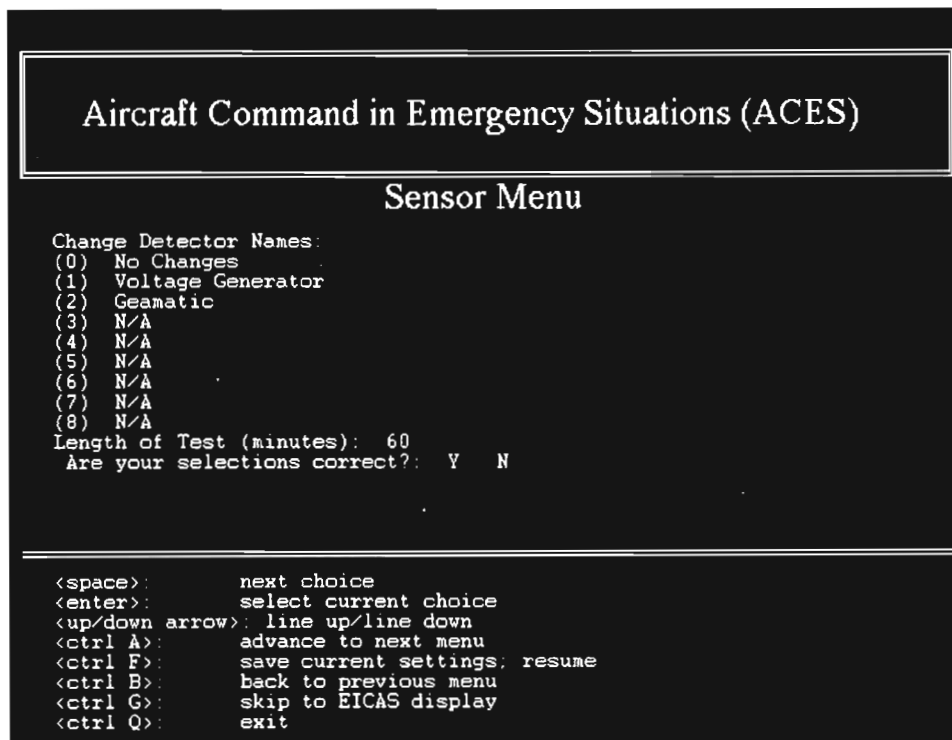 Aircraft Command in Emergency Situations (ACES)
Sensor Menu
Change Detector Names:
(0) No Changes
(1) Voltage Generator
(2) Geamatic
(3) N/A
(4) N/A
(5) N/A
(6) N/A
(7) N/A
(8) N/A
Length of Test (minutes): 60
Are your selections correct?: Y N
<space>: next choice
<enter>: select current choice
<up/down arrow>: line up/line down
<ctrl A>: advance to next menu
<ctrl F>: save current settings; resume
<ctrl B>: back to previous menu
<ctrl G>: skip to EICAS display
<ctrl Q>: exit